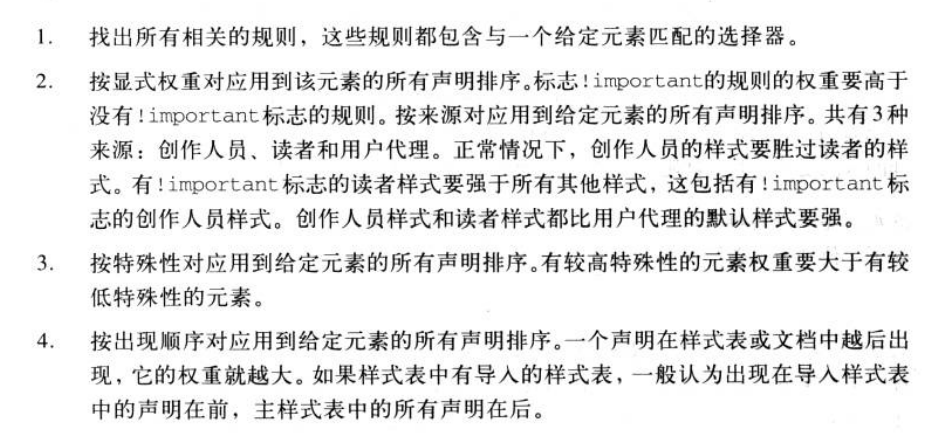 1. 找出所有相关的规则，这些规则都包含与一个给定元素匹配的选择器。
2. 按显式权重对应用到该元素的所有声明排序。标志!important的规则的权重要高于
没有!important标志的规则。按来源对应用到给定元素的所有声明排序。共有3种
来源：创作人员、读者和用户代理。正常情况下，创作人员的样式要胜过读者的样
式。有!important标志的读者样式要强于所有其他样式，这包括有!important标
志的创作人员样式。创作人员样式和读者样式都比用户代理的默认样式要强。
3. 按特殊性对应用到给定元素的所有声明排序。有较高特殊性的元素权重要大于有较
低特殊性的元素。
4. 按出现顺序对应用到给定元素的所有声明排序。一个声明在样式表或文档中越后出
现，它的权重就越大。如果样式表中有导入的样式表，一般认为出现在导入样式表
中的声明在前，主样式表中的所有声明在后。